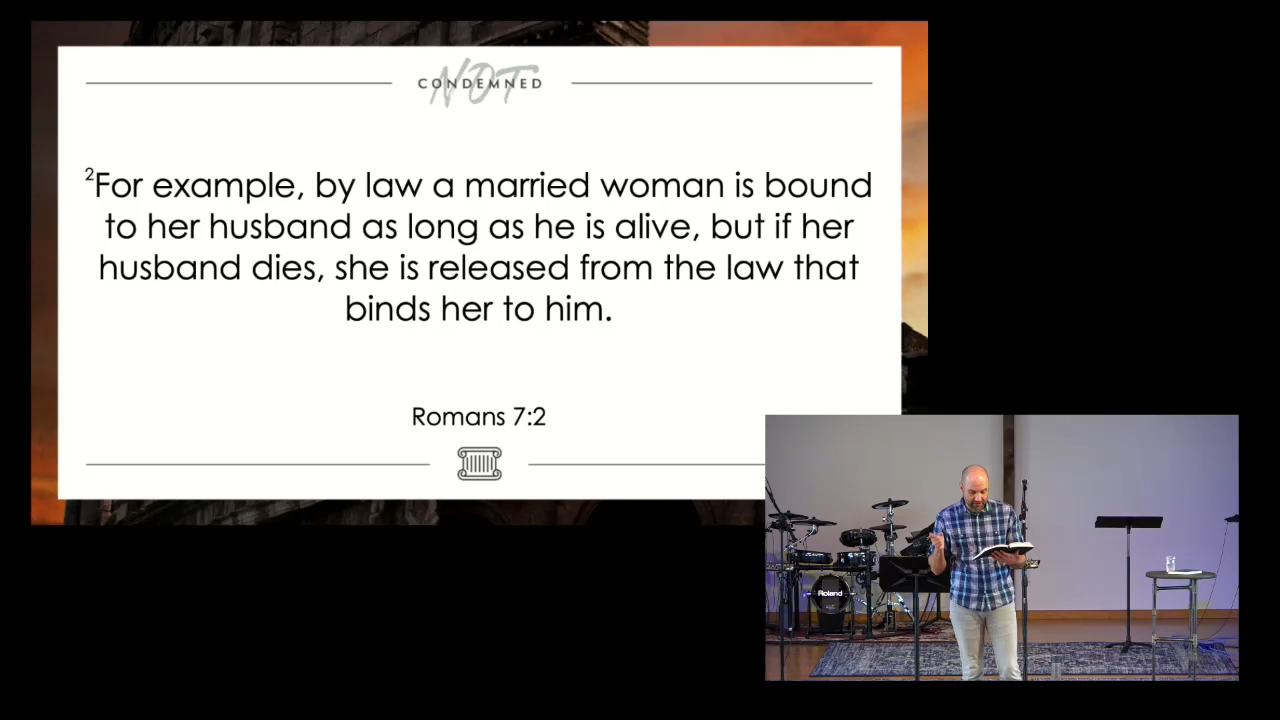 NOT
CONDEMNED
²For example, by law a married woman is bound
to her husband as long as he is alive, but if her
husband dies, she is released from the law that
binds her to him.
Romans 7:2
Roland